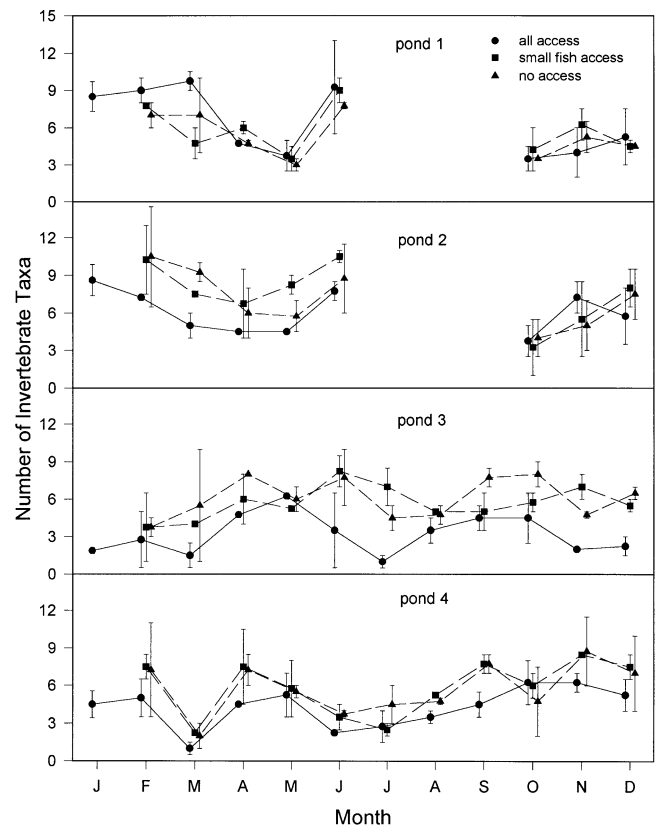 15
12
9
6
3
0
pond 1
all access
small fish access
no access
12
9
6
3
0
pond 2
12
9
6
3
0
pond 3
12
9
6
3
0
pond 4
Number of Invertebrate Taxa
J F M A M J J A S O N D
Month